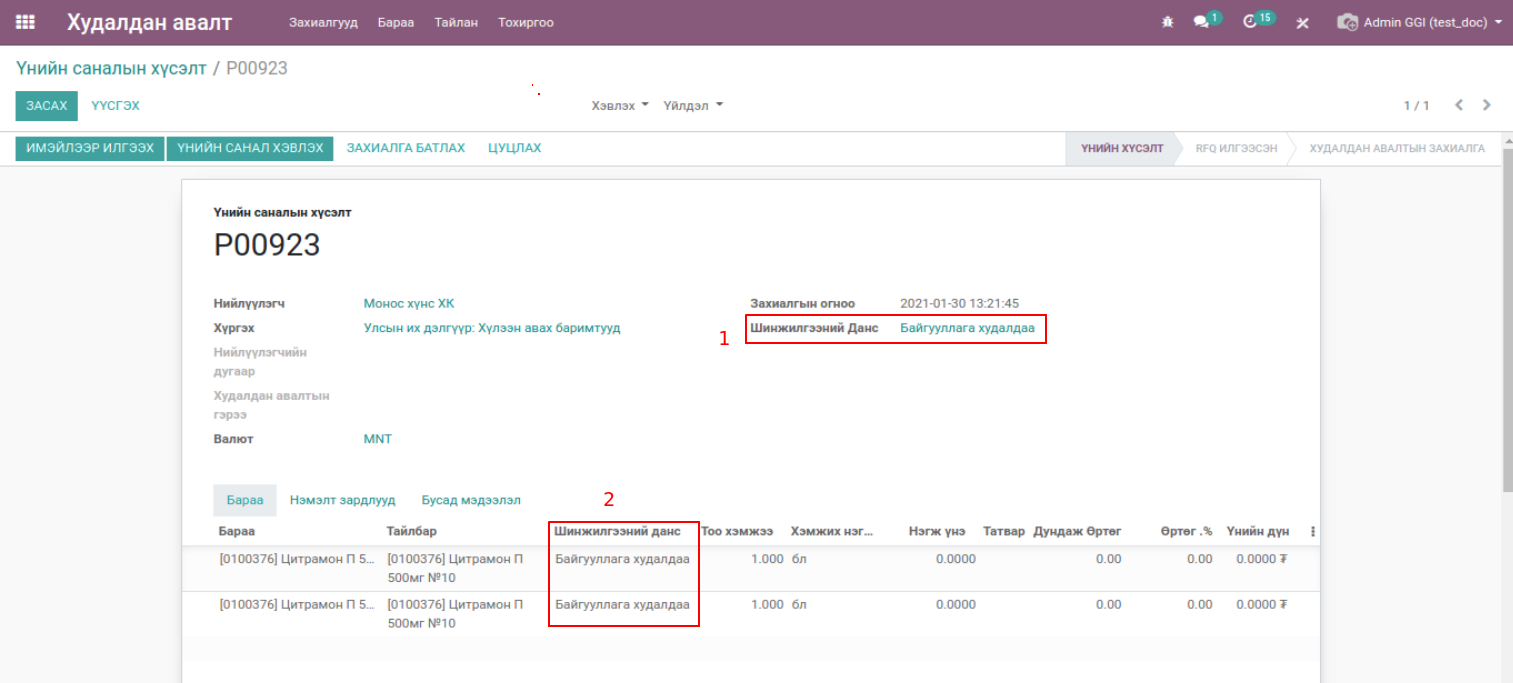 Худалдан авалт Захиалгууд Бараа Тайлан Тохиргоо 1 15 Admin GGI (test_doc)
Үнийн саналын хүсэлт / P00923
ЗАСАХ ҮҮСГЭХ Хэвлэх Үйлдэл 1 / 1
ИМЭЙЛЭЭР ИЛГЭЭХ ҮНИЙН САНАЛ ХЭВЛЭХ ЗАХИАЛГА БАТЛАХ ЦУЦЛАХ ҮНИЙН ХҮСЭЛТ RFQ ИЛГЭЭСЭН ХУДАЛДАН АВАЛТЫН ЗАХИАЛГА
Үнийн саналын хүсэлт
P00923
Нийлүүлэгч Монос хүнс ХК Захиалгын огноо 2021-01-30 13:21:45
Хүргэх Улсын их дэлгүүр: Хүлээн авах баримтууд 1 Шинжилгээний Данс Байгууллага худалдаа
Нийлүүлэгчийн
дугаар
Худалдан авалтын
гэрээ
Валют MNT
Бараа Нэмэлт зардлууд Бусад мэдээлэл 2
Бараа Тайлбар Шинжилгээний данс Тоо хэмжээ Хэмжих нэг... Нэгж үнэ Татвар Дундаж Өртөг Өртөг .% Үнийн дүн
[0100376] Цитрамон П 5... [0100376] Цитрамон П Байгууллага худалдаа 1.000 бл 0.0000 0.00 0.00 0.0000 ₮
500мг №10
[0100376] Цитрамон П 5... [0100376] Цитрамон П Байгууллага худалдаа 1.000 бл 0.0000 0.00 0.00 0.0000 ₮
500мг №10